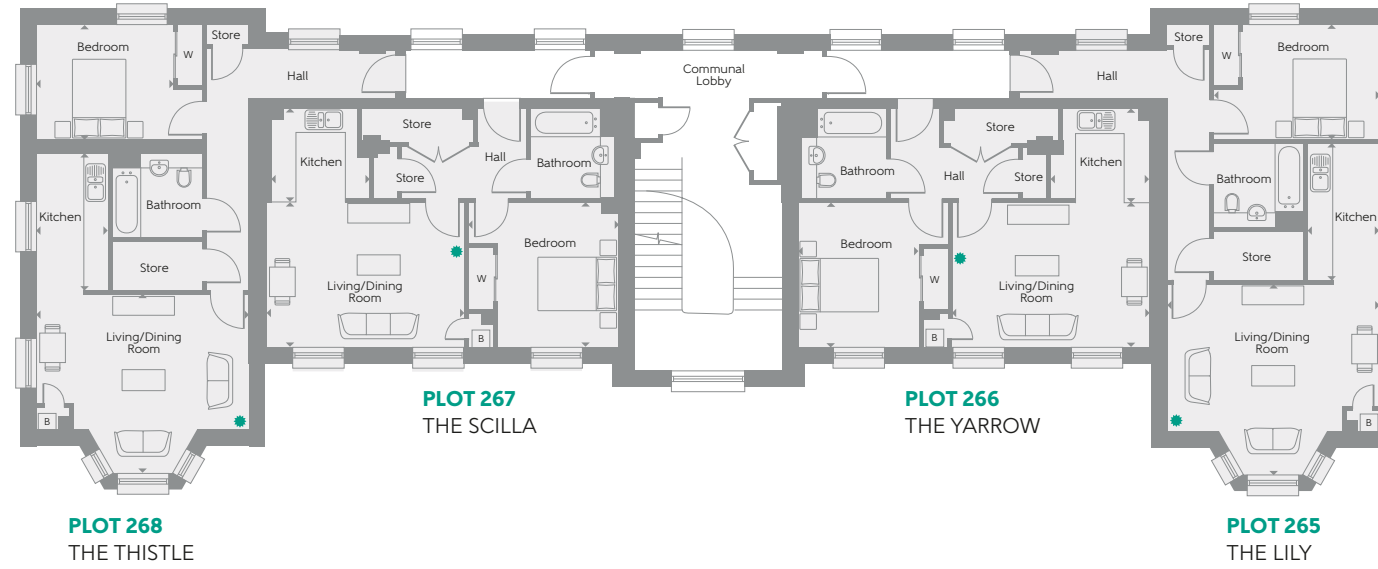 Bedroom
W
Store
Hall
Kitchen
Bathroom
Store
Living/Dining
Room
B
PLOT 268
THE THISTLE
Kitchen
Store
Store
Hall
Bathroom
Living/Dining
Room
W
Bedroom
B
PLOT 267
THE SCILLA
Communal
Lobby
Bathroom
Hall
Store
Store
Kitchen
Bedroom
W
Living/Dining
Room
B
PLOT 266
THE YARROW
Hall
Store
W
Bedroom
Bathroom
Kitchen
Store
Living/Dining
Room
B
PLOT 265
THE LILY